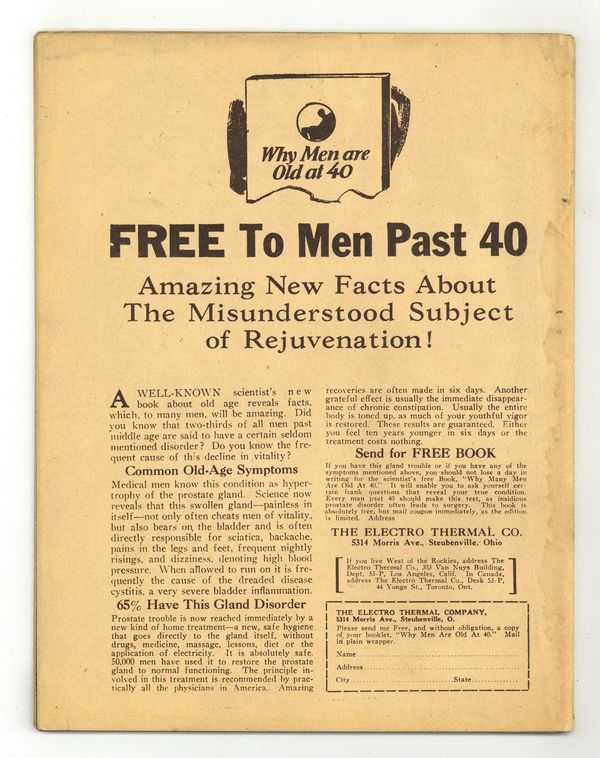 Why Men are
Old at 40
FREE To Men Past 40
Amazing New Facts About
The Misunderstood Subject
of Rejuvenation!
A WELL-KNOWN scientist's new
book about old age reveals facts,
which, to many men, will be amazing. Did
you know that two-thirds of all men past
middle age are said to have a certain seldom
mentioned disorder? Do you know the fre-
quent cause of this decline in vitality?
Common Old-Age Symptoms
Medical men know this condition as hyper-
trophy of the prostate gland. Science now
reveals that this swollen gland—painless in
itself—not only often cheats men of vitality,
but also bears on the bladder and is often
directly responsible for sciatica, backache,
pains in the legs and feet, frequent nightly
risings, and dizziness, denoting high blood
pressure. When allowed to run on it is fre-
quently the cause of the dreaded disease
cystitis, a very severe bladder inflammation.
65% Have This Gland Disorder
Prostate trouble is now reached immediately by a
new kind of home treatment—a new, safe hygiene
that goes directly to the gland itself, without
drugs, medicine, massage, lessons, diet or the
application of electricity. It is absolutely safe.
50,000 men have used it to restore the prostate
gland to normal functioning. The principle in-
volved in this treatment is recommended by prac-
tically all the physicians in America. Amazing
recoveries are often made in six days. Another
grateful effect is usually the immediate disappear-
ance of chronic constipation. Usually the entire
body is toned up, as much of your youthful vigor
is restored. These results are guaranteed. Either
you feel ten years younger in six days or the
treatment costs nothing.
Send for FREE BOOK
If you have this gland trouble or if you have any of the
symptoms mentioned above, you should not lose a day in
writing for the scientist's free Book, "Why Many Men
Are Old At 40." It will enable you to ask yourself cer-
tain frank questions that reveal your true condition.
Every man past 40 should make this test, as insidious
prostate disorder often leads to surgery. This book is
absolutely free, but mail coupon immediately, as the edition
is limited. Address
THE ELECTRO THERMAL CO.
5314 Morris Ave., Steubenville, Ohio
If you live West of the Rockies, address The
Electro Thermal Co., 303 Van Nuys Building,
Dept. 53-P, Los Angeles, Calif. In Canada,
address The Electro Thermal Co., Desk 53-P,
44 Yonge St., Toronto, Ont.
THE ELECTRO THERMAL COMPANY,
5314 Morris Ave., Steubenville, O.
Please send me Free, and without obligation, a copy
of your booklet, "Why Men Are Old At 40." Mail
in plain wrapper.
Name
Address
City State